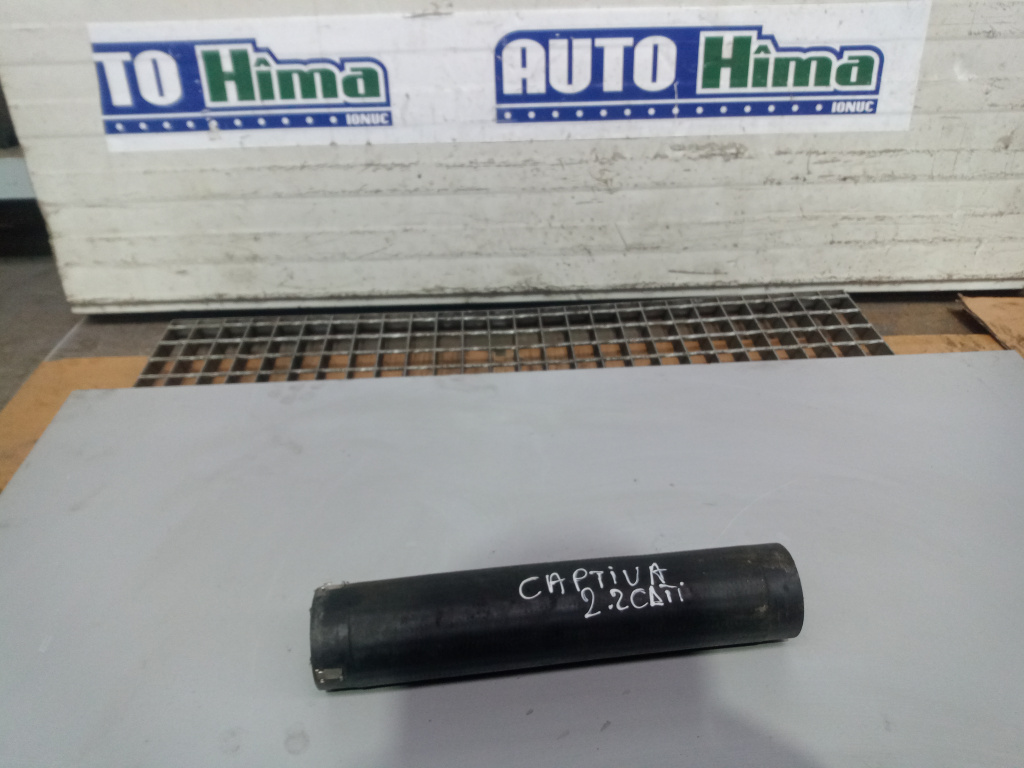 TO Hîma
IONUC
AUTO Hîma
IONUC
CAPTIVA
2.2CDTi